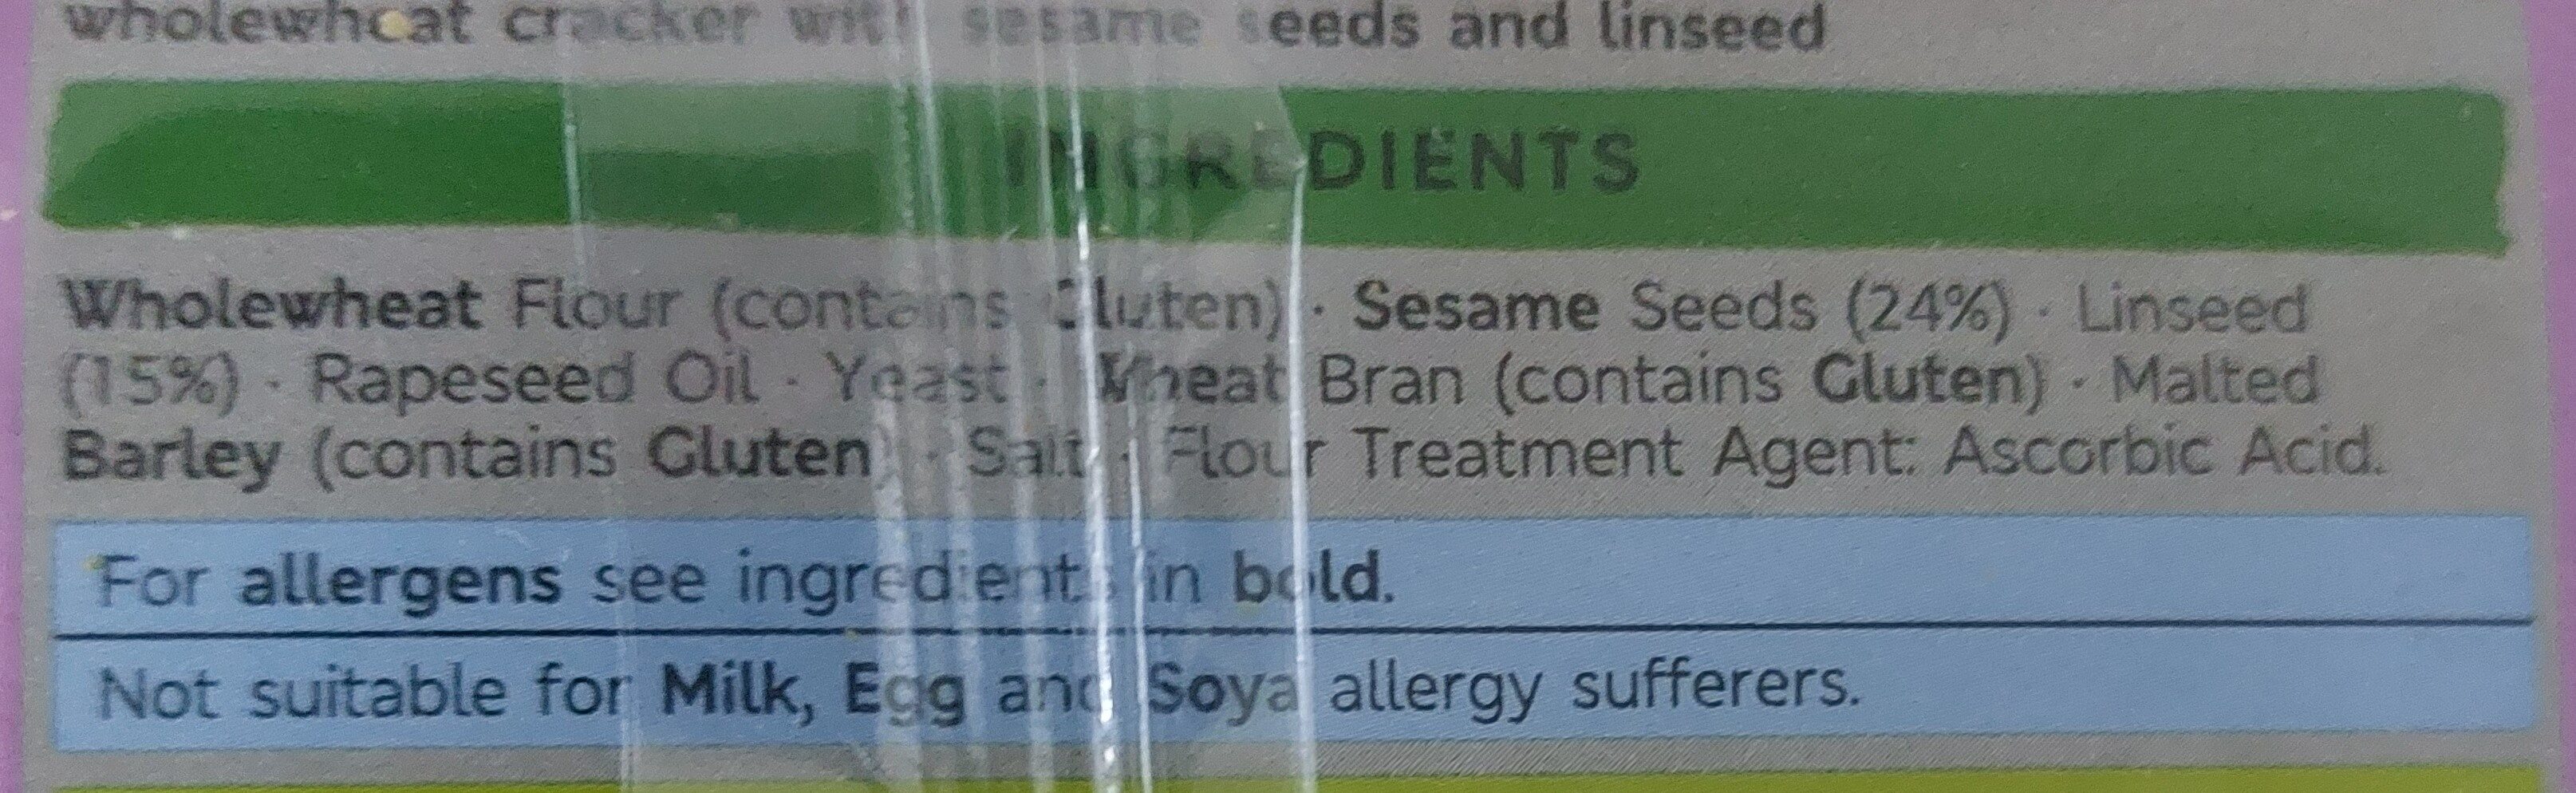 wholewheat cracker with sesame seeds and linseed
INGREDIENTS
Wholewheat Flour (contains Gluten) · Sesame Seeds (24%) · Linseed
(15%) · Rapeseed Oil · Yeast · Wheat Bran (contains Gluten) · Malted
Barley (contains Gluten) · Salt · Flour Treatment Agent: Ascorbic Acid.
For allergens see ingredients in bold.
Not suitable for Milk, Egg and Soya allergy sufferers.